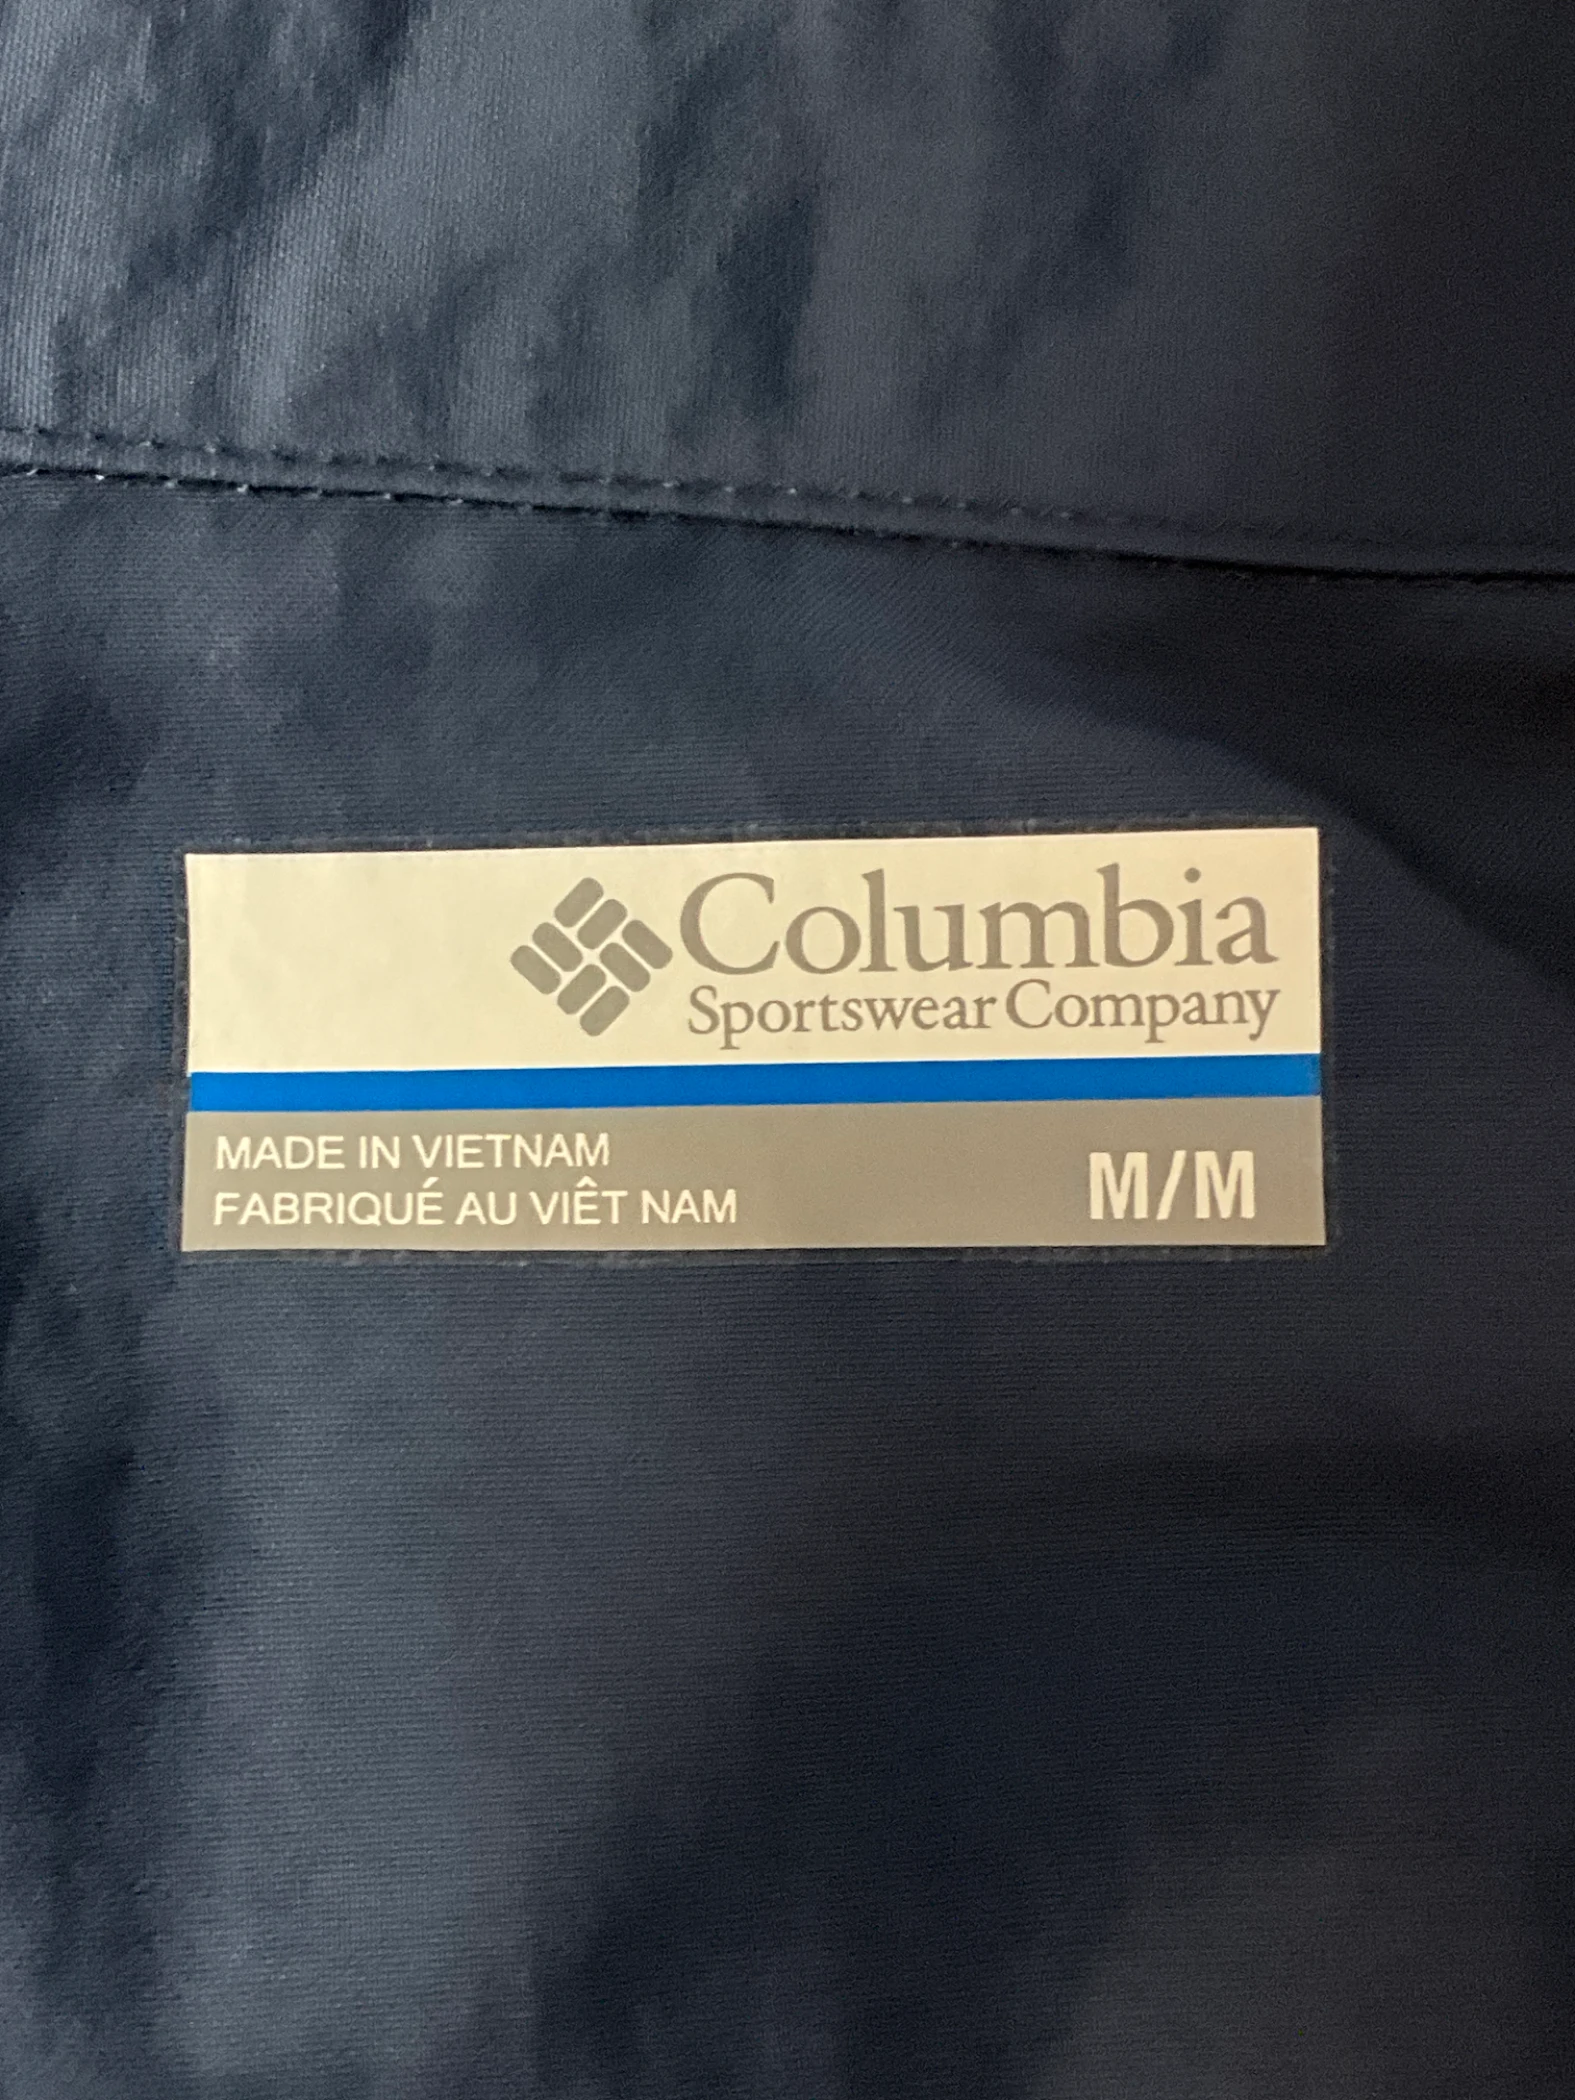 Columbia
Sportswear Company
MADE IN VIETNAM
FABRIQUÉ AU VIÊT NAM
M/M